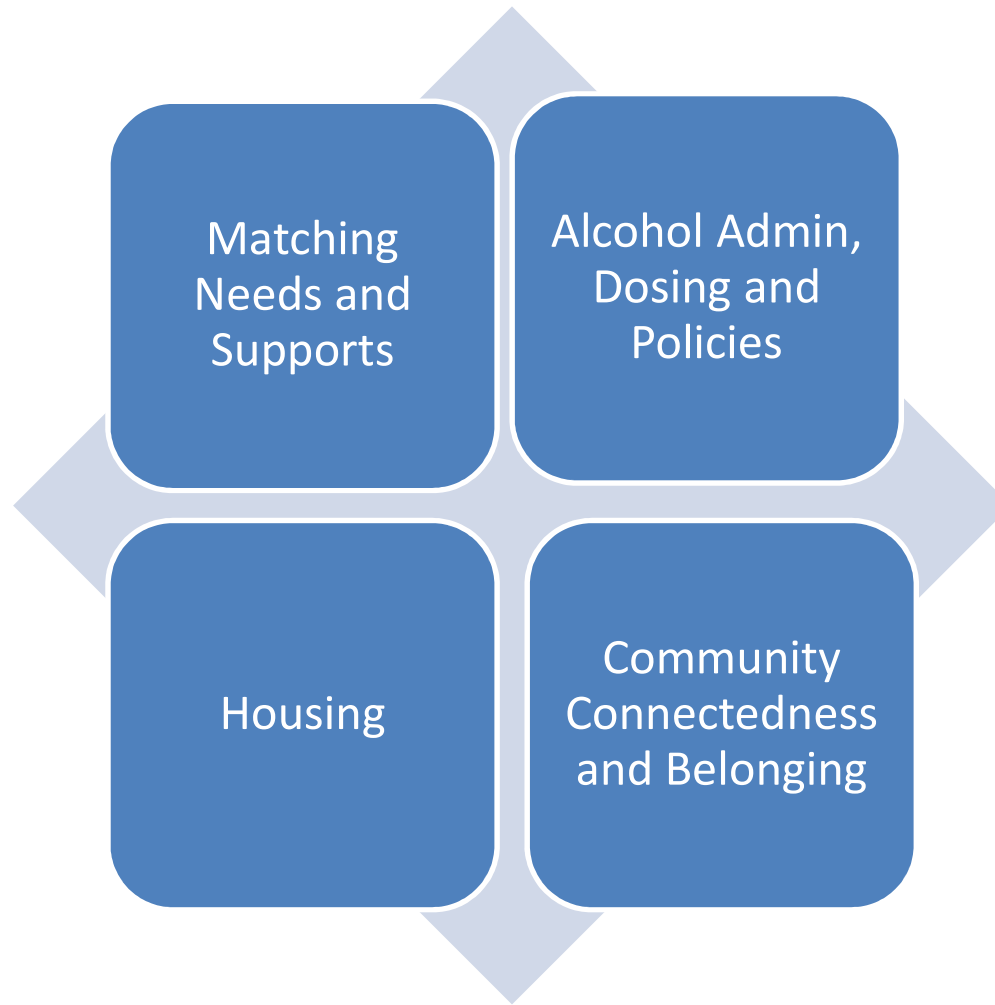 Matching
Needs and
Supports
Alcohol Admin,
Dosing and
Policies
Housing
Community
Connectedness
and Belonging